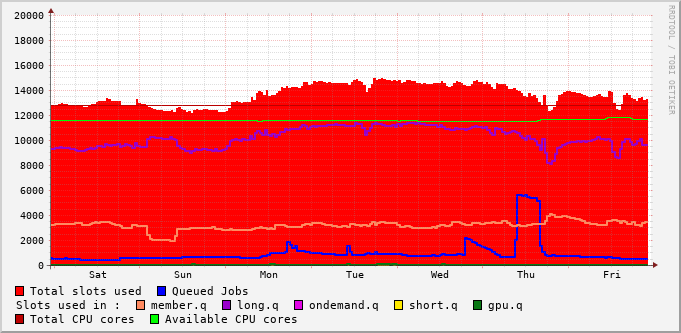 20000
18000
16000
14000
12000
10000
8000
6000
4000
2000
0
Sat Sun Mon Tue Wed Thu Fri
RRDTOOL / TOBI OETIKER
Total slots used Queued Jobs
Slots used in : member.q long.q ondemand.q short.q gpu.q
Total CPU cores Available CPU cores